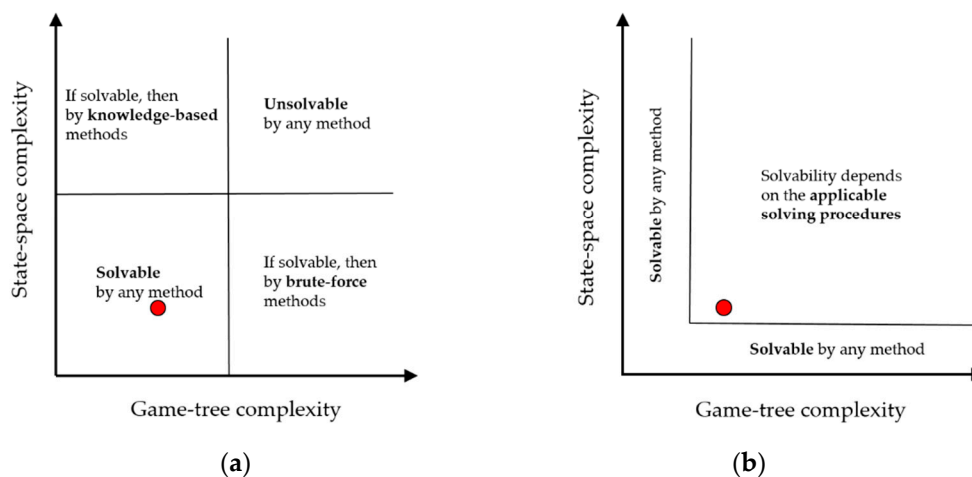 State-space complexity
If solvable, then
by knowledge-based
methods
Unsolvable
by any method
Solvable
by any method
If solvable, then
by brute-force
methods
Game-tree complexity
(a)
State-space complexity
Solvable by any method
Solvability depends
on the applicable
solving procedures
Solvable by any method
Game-tree complexity
(b)